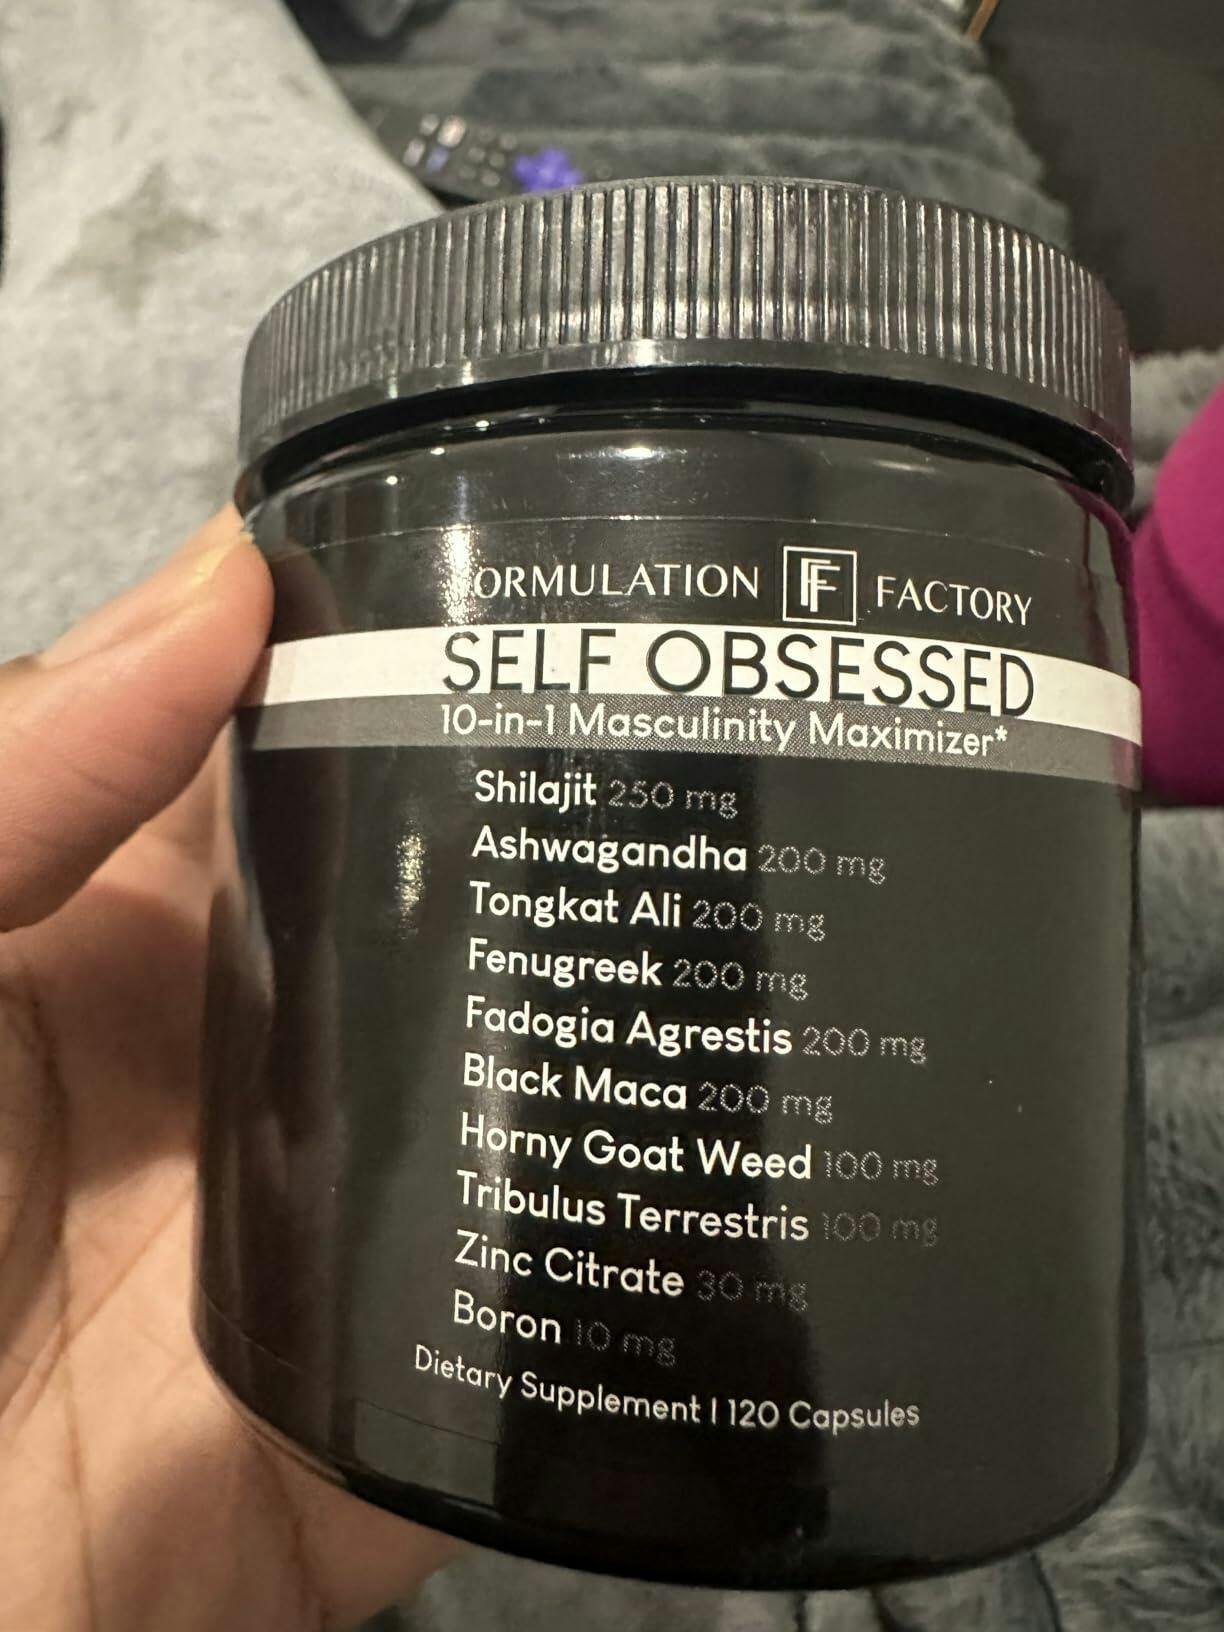 FORMULATION FF FACTORY
SELF OBSESSED
10-in-1 Masculinity Maximizer*
Shilajit 250 mg
Ashwagandha 200 mg
Tongkat Ali 200 mg
Fenugreek 200 mg
Fadogia Agrestis 200 mg
Black Maca 200 mg
Horny Goat Weed 100 mg
Tribulus Terrestris 100 mg
Zinc Citrate 30 mg
Boron 10 mg
Dietary Supplement | 120 Capsules